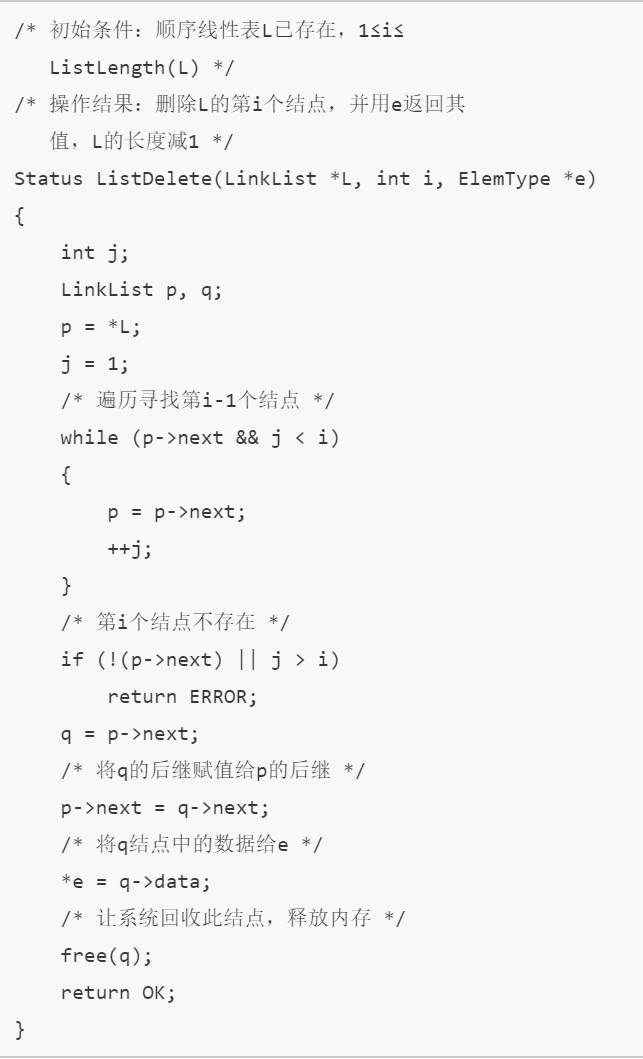 /* 初始条件：顺序线性表L已存在，1≤i≤
   ListLength(L) */
/* 操作结果：删除L的第i个结点，并用e返回其
   值，L的长度减1 */
Status ListDelete(LinkList *L, int i, ElemType *e)
{
    int j;
    LinkList p, q;
    p = *L;
    j = 1;
    /* 遍历寻找第i-1个结点 */
    while (p->next && j < i)
    {
        p = p->next;
        ++j;
    }
    /* 第i个结点不存在 */
    if (!(p->next) || j > i)
        return ERROR;
    q = p->next;
    /* 将q的后继赋值给p的后继 */
    p->next = q->next;
    /* 将q结点中的数据给e */
    *e = q->data;
    /* 让系统回收此结点，释放内存 */
    free(q);
    return OK;
}